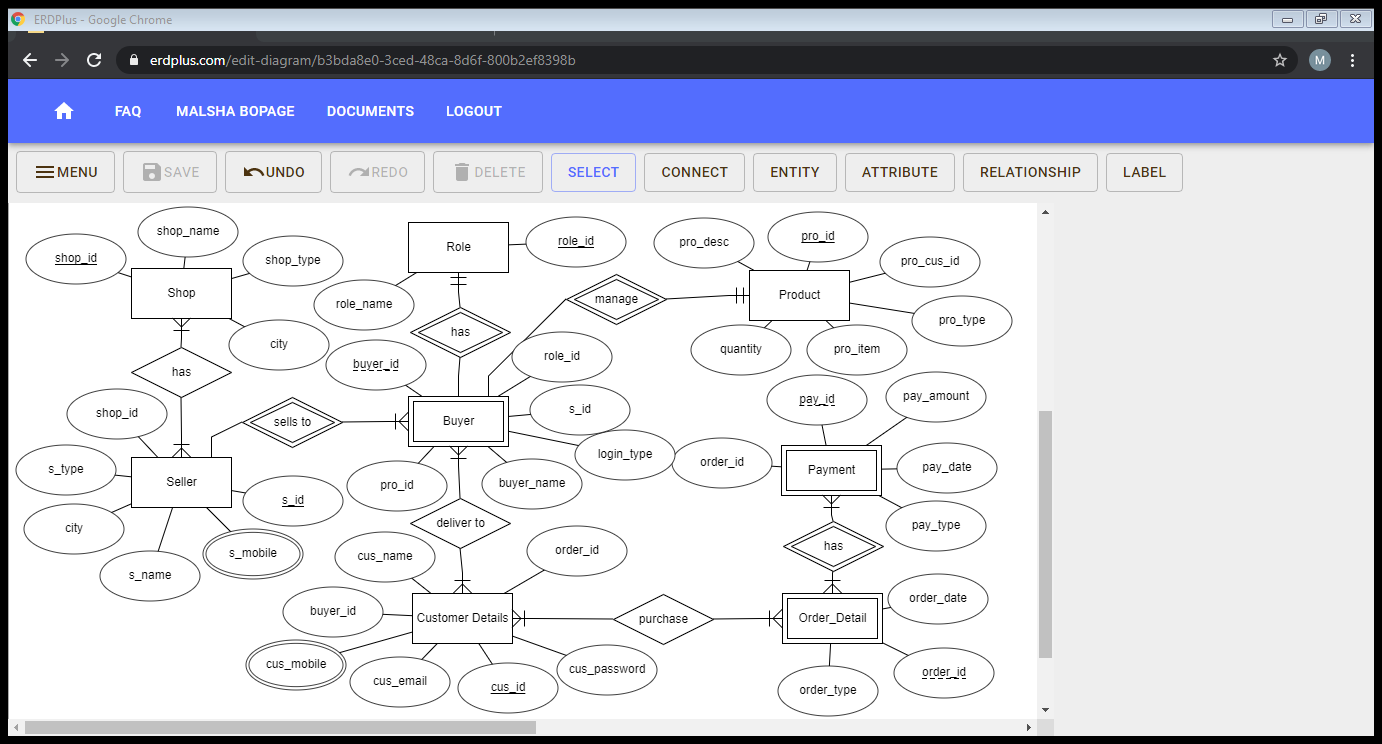 ERDPlus - Google Chrome
erdplus.com/edit-diagram/b3bda8e0-3ced-48ca-8d6f-800b2ef8398b
M
FAQ MALSHA BOPAGE DOCUMENTS LOGOUT
MENU SAVE UNDO REDO DELETE SELECT CONNECT ENTITY ATTRIBUTE RELATIONSHIP LABEL
shop_name
shop_id
shop_type
Shop
city
has
shop_id
s_type
Seller
s_id
city
s_mobile
s_name
sells to
Role
role_id
role_name
has
manage
buyer_id
role_id
Buyer
s_id
login_type
pro_id
buyer_name
deliver to
pro_desc
pro_id
pro_cus_id
Product
pro_type
quantity
pro_item
pay_id
pay_amount
order_id
Payment
pay_date
pay_type
has
cus_name
order_id
buyer_id
Customer Details
cus_mobile
cus_email
cus_id
cus_password
purchase
order_date
Order_Detail
order_id
order_type